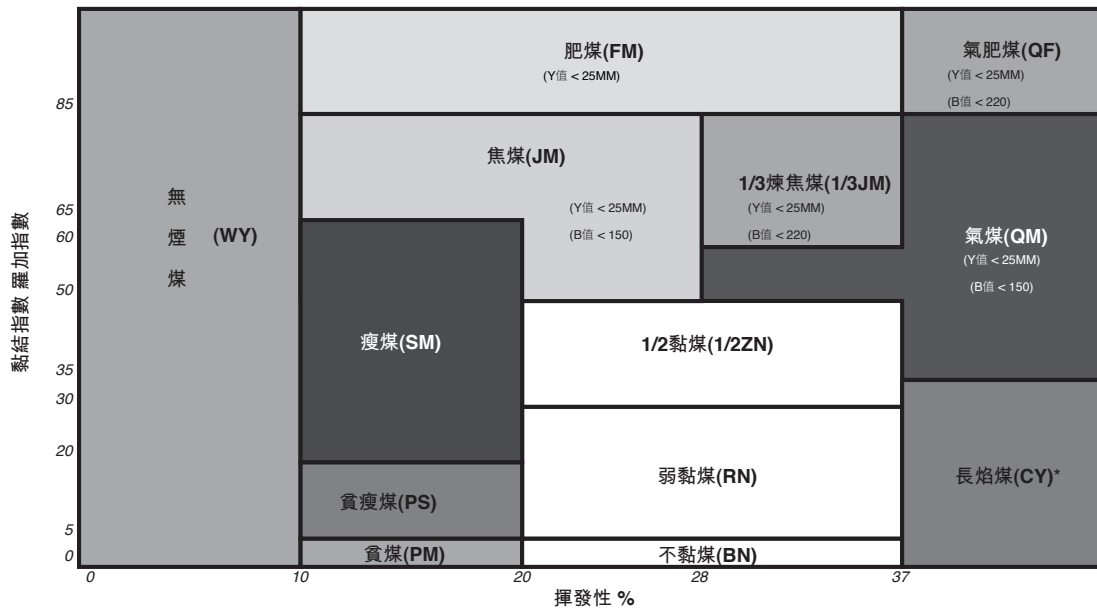 肥煤(FM)
(Y值 < 25MM)
氣肥煤(QF)
(Y值 < 25MM)
(B值 < 220)
85
焦煤(JM)
(Y值 < 25MM)
(B值 < 150)
1/3煉焦煤(1/3JM)
(Y值 < 25MM)
(B值 < 220)
氣煤(QM)
(Y值 < 25MM)
(B值 < 150)
無
煙
煤
(WY)
65
60
50
35
30
20
5
0
黏結指數 羅加指數
瘦煤(SM)
1/2黏煤(1/2ZN)
貧瘦煤(PS)
弱黏煤(RN)
長焰煤(CY)*
貧煤(PM)
不黏煤(BN)
0
10
20
28
37
揮發性 %